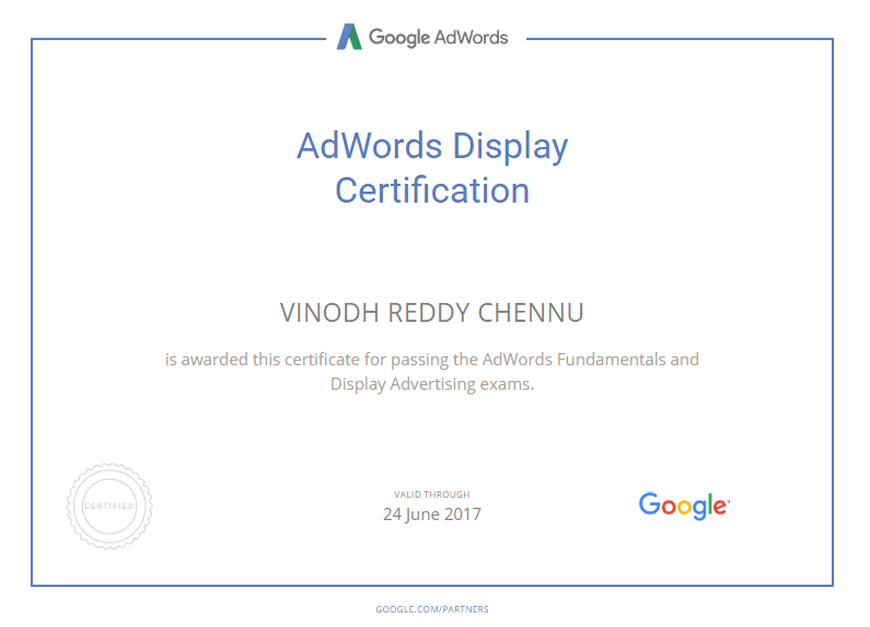 Google AdWords
AdWords Display
Certification
VINODH REDDY CHENNU
is awarded this certificate for passing the AdWords Fundamentals and
Display Advertising exams.
CERTIFIED
VALID THROUGH
24 June 2017
Google
GOOGLE.COM/PARTNERS